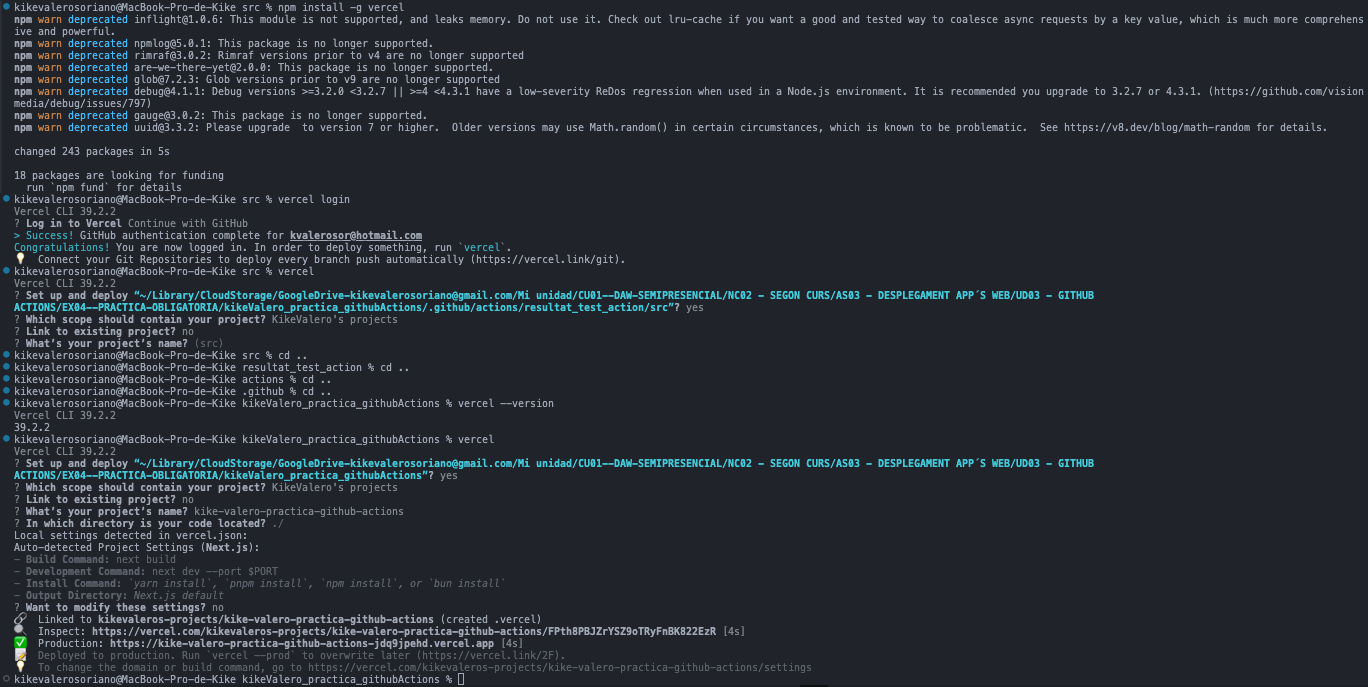 kikevalerosoriano@MacBook-Pro-de-Kike src % npm install -g vercel
npm warn deprecated inflight@1.0.6: This module is not supported, and leaks memory. Do not use it. Check out lru-cache if you want a good and tested way to coalesce async requests by a key value, which is much more comprehens
ive and powerful.
npm warn deprecated npmlog@5.0.1: This package is no longer supported.
npm warn deprecated rimraf@3.0.2: Rimraf versions prior to v4 are no longer supported
npm warn deprecated are-we-there-yet@2.0.0: This package is no longer supported.
npm warn deprecated glob@7.2.3: Glob versions prior to v9 are no longer supported
npm warn deprecated debug@4.1.1: Debug versions >=3.2.0 <3.2.7 || >=4 <4.3.1 have a low-severity ReDos regression when used in a Node.js environment. It is recommended you upgrade to 3.2.7 or 4.3.1. (https://github.com/vision
media/debug/issues/797)
npm warn deprecated gauge@3.0.2: This package is no longer supported.
npm warn deprecated uuid@3.3.2: Please upgrade  to version 7 or higher.  Older versions may use Math.random() in certain circumstances, which is known to be problematic.  See https://v8.dev/blog/math-random for details.
changed 243 packages in 5s
18 packages are looking for funding
run `npm fund` for details
kikevalerosoriano@MacBook-Pro-de-Kike src % vercel login
Vercel CLI 39.2.2
? Log in to Vercel Continue with GitHub
> Success! GitHub authentication complete for kvalerosor@hotmail.com
Congratulations! You are now logged in. In order to deploy something, run `vercel`.
💡 Connect your Git Repositories to deploy every branch push automatically (https://vercel.link/git).
kikevalerosoriano@MacBook-Pro-de-Kike src % vercel
Vercel CLI 39.2.2
? Set up and deploy “~/Library/CloudStorage/GoogleDrive-kikevalerosoriano@gmail.com/Mi unidad/CU01--DAW-SEMIPRESENCIAL/NC02 - SEGON CURS/AS03 - DESPLEGAMENT APP´S WEB/UD03 - GITHUB
ACTIONS/EX04--PRACTICA-OBLIGATORIA/kikeValero_practica_githubActions/.github/actions/resultat_test_action/src”? yes
? Which scope should contain your project? KikeValero's projects
? Link to existing project? no
? What’s your project’s name? (src)
kikevalerosoriano@MacBook-Pro-de-Kike src % cd ..
kikevalerosoriano@MacBook-Pro-de-Kike resultat_test_action % cd ..
kikevalerosoriano@MacBook-Pro-de-Kike actions % cd ..
kikevalerosoriano@MacBook-Pro-de-Kike .github % cd ..
kikevalerosoriano@MacBook-Pro-de-Kike kikeValero_practica_githubActions % vercel --version
Vercel CLI 39.2.2
39.2.2
kikevalerosoriano@MacBook-Pro-de-Kike kikeValero_practica_githubActions % vercel
Vercel CLI 39.2.2
? Set up and deploy “~/Library/CloudStorage/GoogleDrive-kikevalerosoriano@gmail.com/Mi unidad/CU01--DAW-SEMIPRESENCIAL/NC02 - SEGON CURS/AS03 - DESPLEGAMENT APP´S WEB/UD03 - GITHUB
ACTIONS/EX04--PRACTICA-OBLIGATORIA/kikeValero_practica_githubActions”? yes
? Which scope should contain your project? KikeValero's projects
? Link to existing project? no
? What’s your project’s name? kike-valero-practica-github-actions
? In which directory is your code located? ./
Local settings detected in vercel.json:
Auto-detected Project Settings (Next.js):
- Build Command: next build
- Development Command: next dev --port $PORT
- Install Command: `yarn install`, `pnpm install`, `npm install`, or `bun install`
- Output Directory: Next.js default
? Want to modify these settings? no
🔗 Linked to kikevaleros-projects/kike-valero-practica-github-actions (created .vercel)
🔍 Inspect: https://vercel.com/kikevaleros-projects/kike-valero-practica-github-actions/FPth8PBJZrYSZ9oTRyFnBK822EzR [4s]
✅ Production: https://kike-valero-practica-github-actions-jdq9jpehd.vercel.app [4s]
📝 Deployed to production. Run `vercel --prod` to overwrite later (https://vercel.link/2F).
💡 To change the domain or build command, go to https://vercel.com/kikevaleros-projects/kike-valero-practica-github-actions/settings
kikevalerosoriano@MacBook-Pro-de-Kike kikeValero_practica_githubActions %